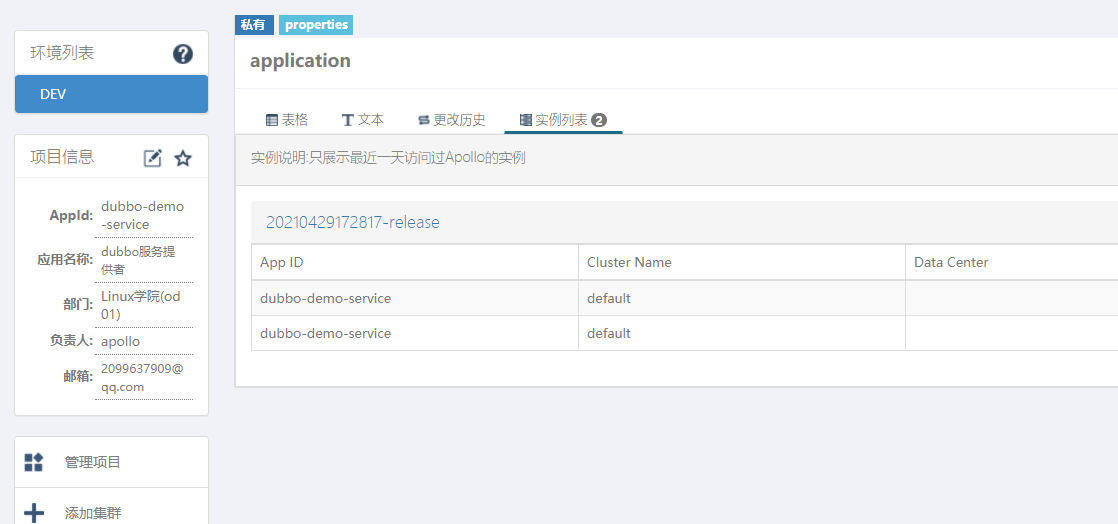 环境列表
DEV
项目信息
AppId:
dubbo-demo
-service
应用名称:
dubbo服务提
供者
部门:
Linux学院(od
01)
负责人:
apollo
邮箱:
2099637909@
qq.com
管理项目
添加集群
私有 properties
application
表格 文本 更改历史 实例列表 2
实例说明:只展示最近一天访问过Apollo的实例
20210429172817-release
App ID Cluster Name Data Center
dubbo-demo-service default
dubbo-demo-service default